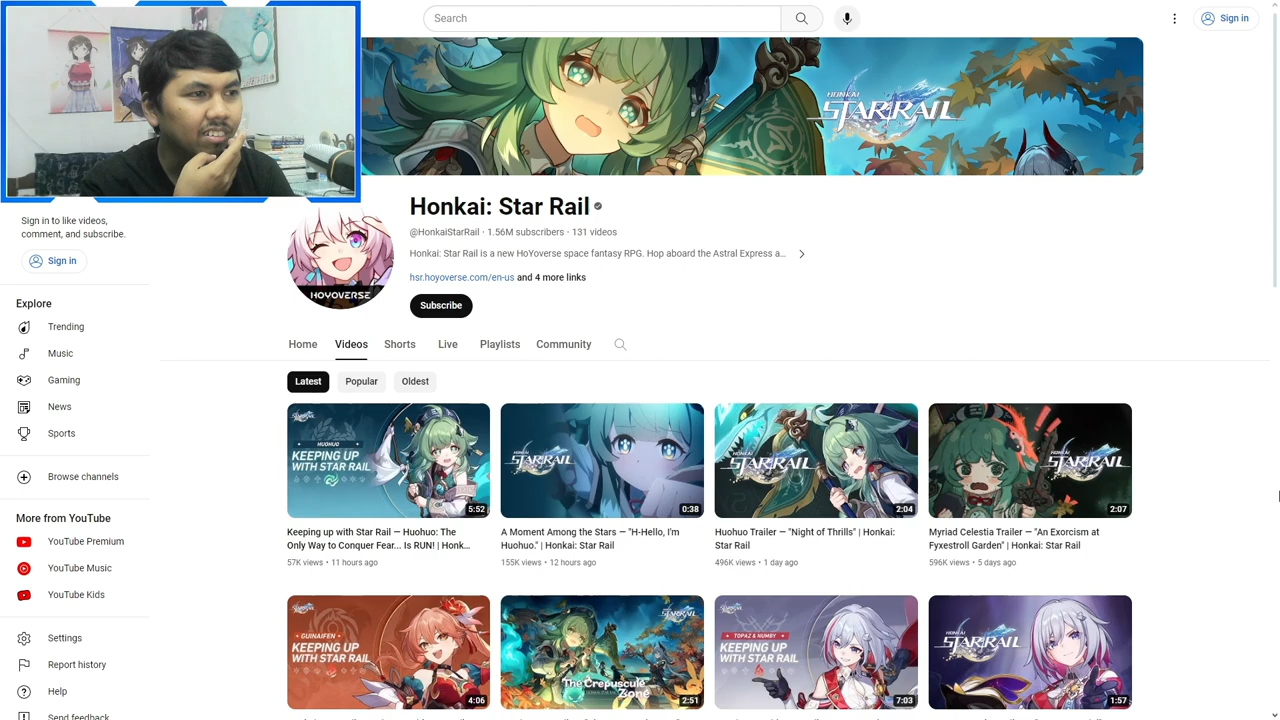 Search
Sign in
HONKAI
STAR RAIL
Sign in to like videos,
comment, and subscribe.
Sign in
Explore
Trending
Music
Gaming
News
Sports
Browse channels
More from YouTube
YouTube Premium
YouTube Music
YouTube Kids
Settings
Report history
Help
Send feedback
HOYOVERSE
Honkai: Star Rail
@HonkaiStarRail · 1.56M subscribers · 131 videos
Honkai: Star Rail is a new HoYoverse space fantasy RPG. Hop aboard the Astral Express a...
hsr.hoyoverse.com/en-us and 4 more links
Subscribe
Home Videos Shorts Live Playlists Community
Latest Popular Oldest
HUOHUO
KEEPING UP
WITH STAR RAIL
5:52
Keeping up with Star Rail — Huohuo: The
Only Way to Conquer Fear... Is RUN! | Honk...
57K views • 11 hours ago
HONKAI
STAR RAIL
0:38
A Moment Among the Stars — "H-Hello, I'm
Huohuo." | Honkai: Star Rail
155K views • 12 hours ago
HONKAI
STAR RAIL
2:04
Huohuo Trailer — "Night of Thrills" | Honkai:
Star Rail
496K views • 1 day ago
HONKAI
STAR RAIL
2:07
Myriad Celestia Trailer — "An Exorcism at
Fyxestroll Garden" | Honkai: Star Rail
596K views • 5 days ago
GUINAIFEN
KEEPING UP
WITH STAR RAIL
4:06
The Crepuscule
Zone
2:51
TOPAZ & NUMBY
KEEPING UP
WITH STAR RAIL
7:03
HONKAI
STAR RAIL
1:57